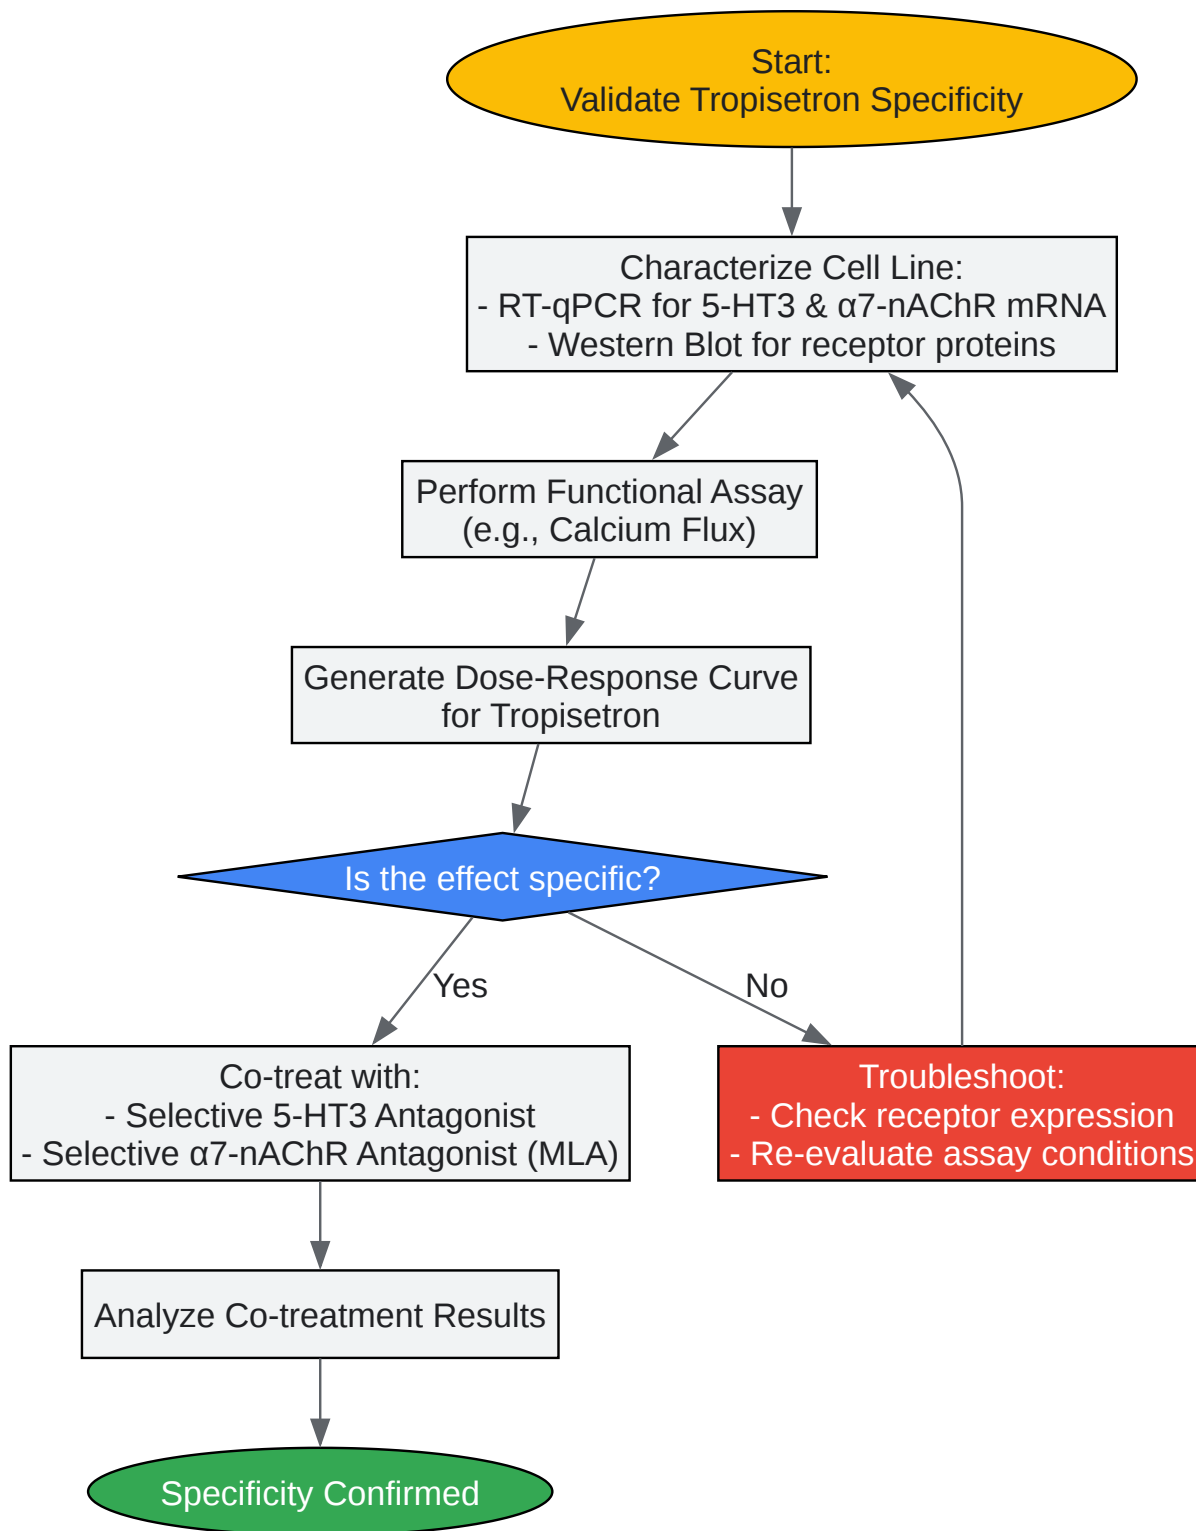 Start:
Validate Tropisetron Specificity
Characterize Cell Line:
- RT-qPCR for 5-HT3 & α7-nAChR mRNA
- Western Blot for receptor proteins
Perform Functional Assay
(e.g., Calcium Flux)
Generate Dose-Response Curve
for Tropisetron
Is the effect specific?
Yes
No
Co-treat with:
- Selective 5-HT3 Antagonist
- Selective α7-nAChR Antagonist (MLA)
Troubleshoot:
- Check receptor expression
- Re-evaluate assay conditions
Analyze Co-treatment Results
Specificity Confirmed